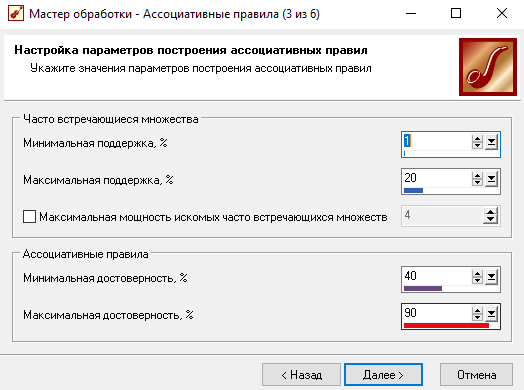 Мастер обработки - Ассоциативные правила (3 из 6)
Настройка параметров построения ассоциативных правил
Укажите значения параметров построения ассоциативных правил
Часто встречающиеся множества
Минимальная поддержка, % 1
Максимальная поддержка, % 20
Максимальная мощность искомых часто встречающихся множеств 4
Ассоциативные правила
Минимальная достоверность, % 40
Максимальная достоверность, % 90
< Назад Далее > Отмена